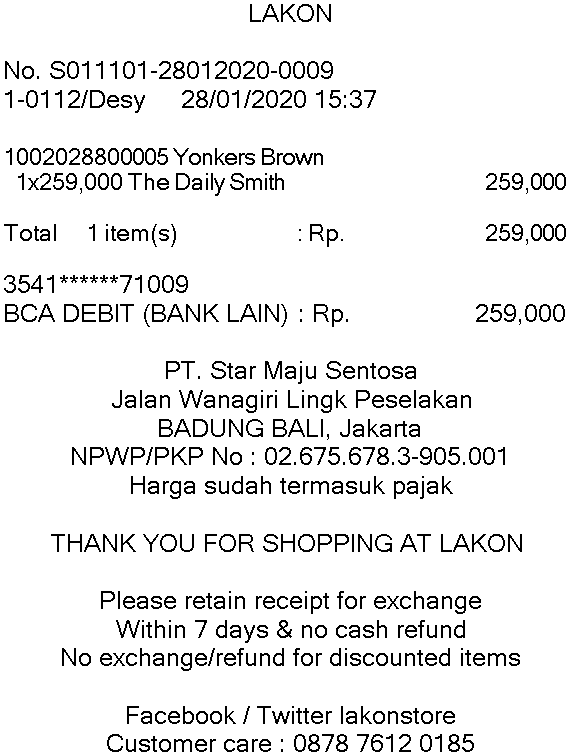 LAKON
No. S011101-28012020-0009
1-0112/Desy 28/01/2020 15:37
1002028800005 Yonkers Brown
1x259,000 The Daily Smith 259,000
Total 1 item(s) : Rp. 259,000
3541******71009
BCA DEBIT (BANK LAIN) : Rp. 259,000
PT. Star Maju Sentosa
Jalan Wanagiri Lingk Peselakan
BADUNG BALI, Jakarta
NPWP/PKP No : 02.675.678.3-905.001
Harga sudah termasuk pajak
THANK YOU FOR SHOPPING AT LAKON
Please retain receipt for exchange
Within 7 days & no cash refund
No exchange/refund for discounted items
Facebook / Twitter lakonstore
Customer care : 0878 7612 0185